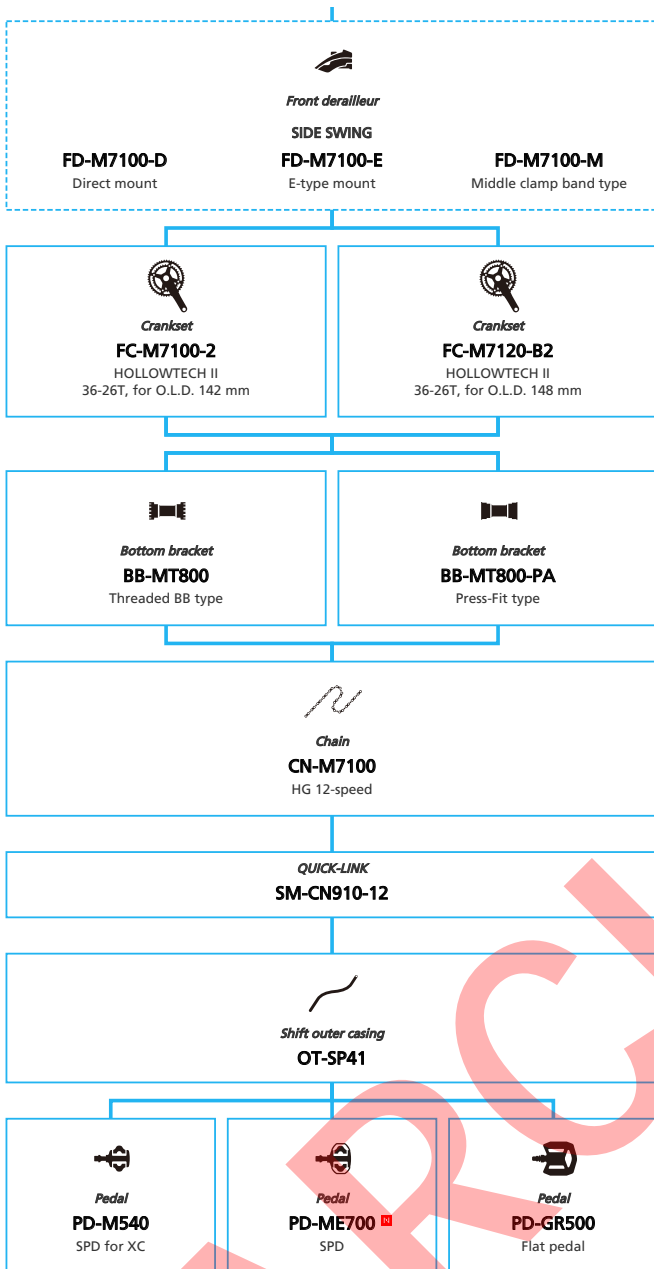 Front derailleur
SIDE SWING
FD-M7100-D
Direct mount
FD-M7100-E
E-type mount
FD-M7100-M
Middle clamp band type
Crankset
FC-M7100-2
HOLLOWTECH II
36-26T, for O.L.D. 142 mm
Crankset
FC-M7120-B2
HOLLOWTECH II
36-26T, for O.L.D. 148 mm
Bottom bracket
BB-MT800
Threaded BB type
Bottom bracket
BB-MT800-PA
Press-Fit type
Chain
CN-M7100
HG 12-speed
QUICK-LINK
SM-CN910-12
Shift outer casing
OT-SP41
Pedal
PD-M540
SPD for XC
Pedal
PD-ME700 N
SPD
Pedal
PD-GR500
Flat pedal
ARCH